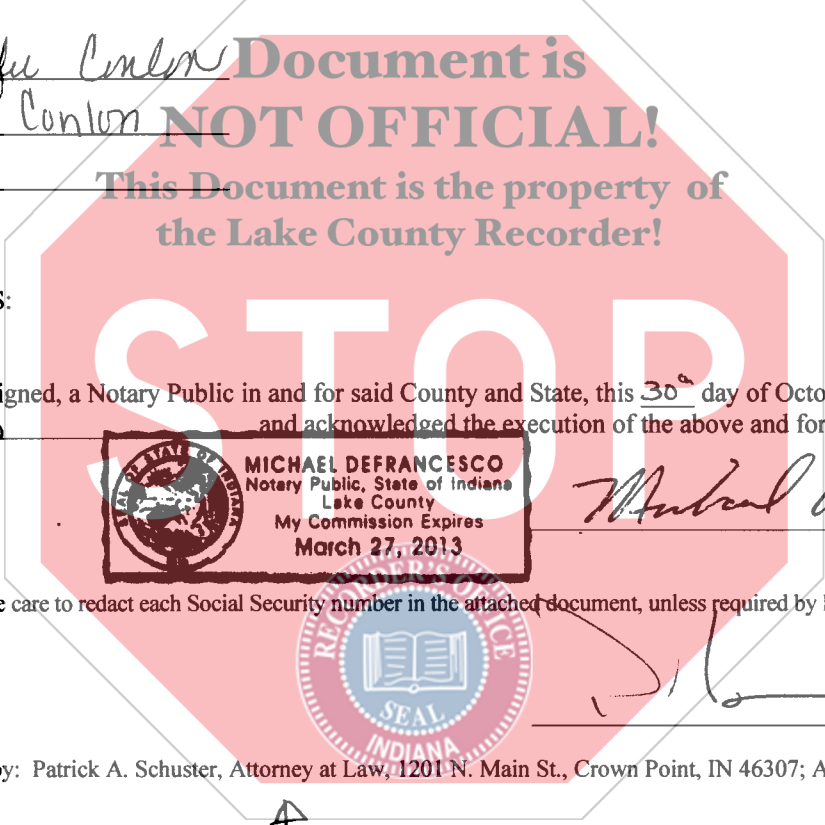 Conlon
Document is
Conlon
NOT OFFICIAL!
This Document is the property of
the Lake County Recorder!
S:
STOP
igned, a Notary Public in and for said County and State, this 30 day of Octo
and acknowledged the execution of the above and for
SEAL OF STATE OF INDIANA
MICHAEL DEFRANCESCO
Notary Public, State of Indiana
Lake County
My Commission Expires
March 27, 2013
Michael
e care to redact each Social Security number in the attached document, unless required by
RECORDER'S OFFICE
SEAL
INDIANA
y: Patrick A. Schuster, Attorney at Law, 1201 N. Main St., Crown Point, IN 46307; A